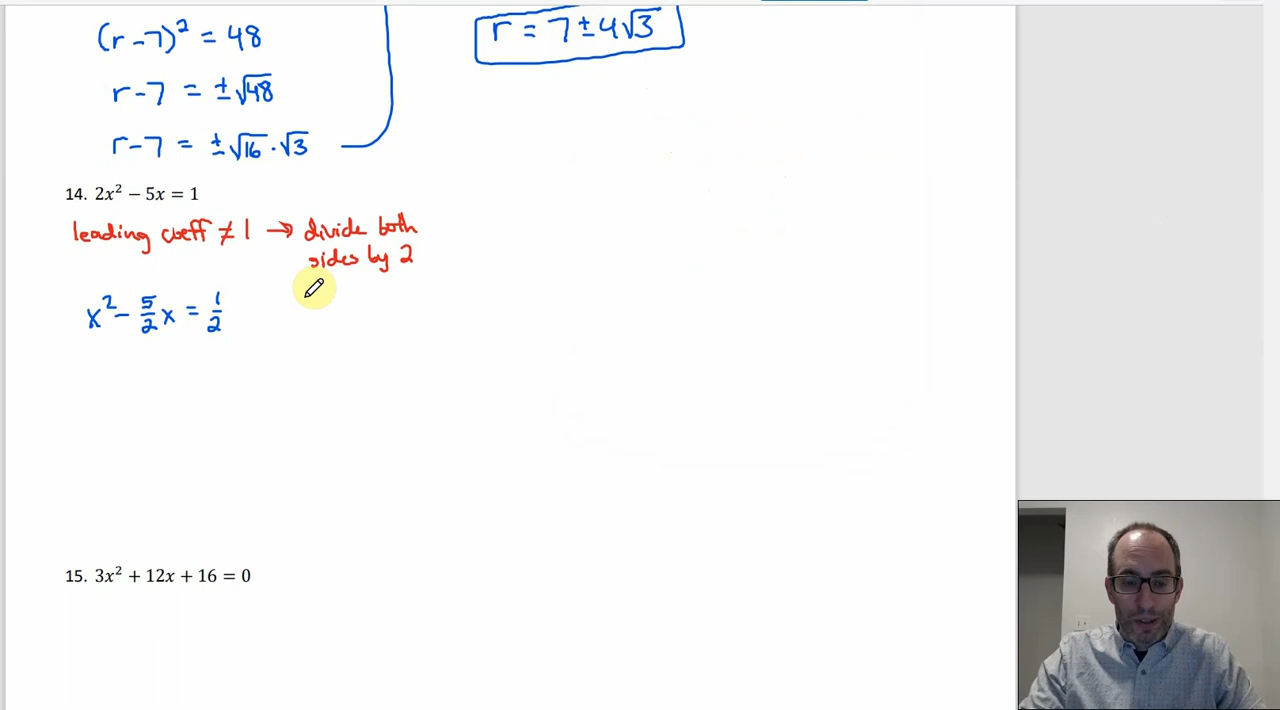 (r - 7)² = 48
r - 7 = ±√48
r - 7 = ±√16 · √3
r = 7 ± 4√3
14. 2x² − 5x = 1
leading coeff ≠ 1 → divide both
sides by 2
x² - 5/2 x = 1/2
15. 3x² + 12x + 16 = 0